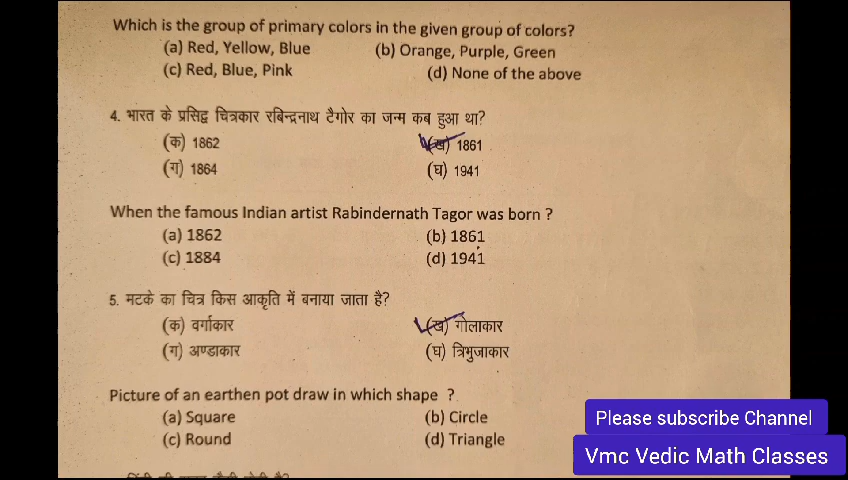 Which is the group of primary colors in the given group of colors?
(a) Red, Yellow, Blue (b) Orange, Purple, Green
(c) Red, Blue, Pink (d) None of the above
4. भारत के प्रसिद्व चित्रकार रबिन्द्रनाथ टैगोर का जन्म कब हुआ था?
(क) 1862 (ख) 1861
(ग) 1864 (घ) 1941
When the famous Indian artist Rabindernath Tagor was born ?
(a) 1862 (b) 1861
(c) 1884 (d) 1941
5. मटके का चित्र किस आकृति में बनाया जाता है?
(क) वर्गाकार (ख) गोलाकार
(ग) अण्डाकार (घ) त्रिभुजाकार
Picture of an earthen pot draw in which shape ?
(a) Square (b) Circle
(c) Round (d) Triangle
Please subscribe Channel
Vmc Vedic Math Classes